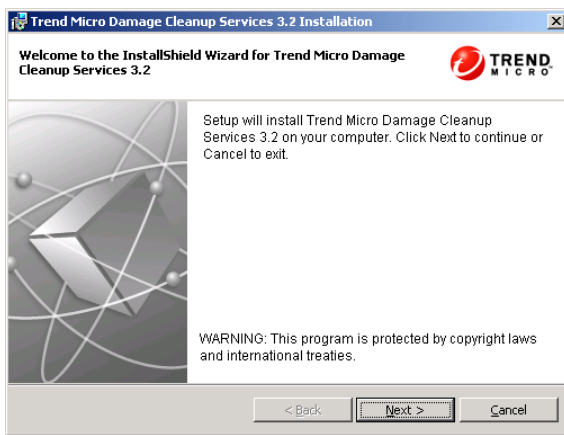 Trend Micro Damage Cleanup Services 3.2 Installation
Welcome to the InstallShield Wizard for Trend Micro Damage
Cleanup Services 3.2
TREND
MICRO
Setup will install Trend Micro Damage Cleanup
Services 3.2 on your computer. Click Next to continue or
Cancel to exit.
WARNING: This program is protected by copyright laws
and international treaties.
< Back
Next >
Cancel